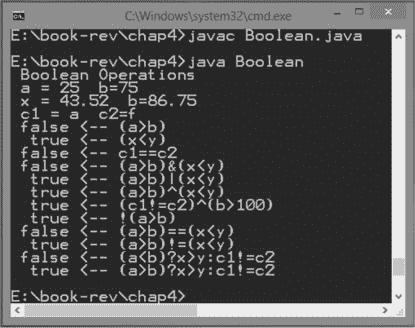 C:\Windows\system32\cmd.exe
E:\book-rev\chap4>javac Boolean.java
E:\book-rev\chap4>java Boolean
Boolean Operations
a = 25  b=75
x = 43.52  b=86.75
c1 = a  c2=f
false <-- (a>b)
true <-- (x<y)
false <-- c1==c2
false <-- (a>b)&(x<y)
true <-- (a>b)|(x<y)
true <-- (a>b)^(x<y)
true <-- (c1!=c2)^(b>100)
true <-- !(a>b)
false <-- (a>b)==(x<y)
true <-- (a>b)!=(x<y)
false <-- (a<b)?x>y:c1!=c2
true <-- (a>b)?x>y:c1!=c2
E:\book-rev\chap4>